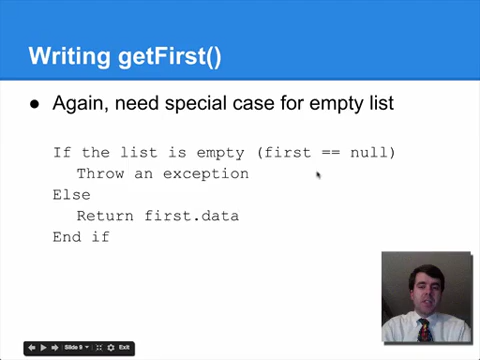 Writing getFirst()
● Again, need special case for empty list
If the list is empty (first == null)
Throw an exception
Else
Return first.data
End if
Slide 9
Exit